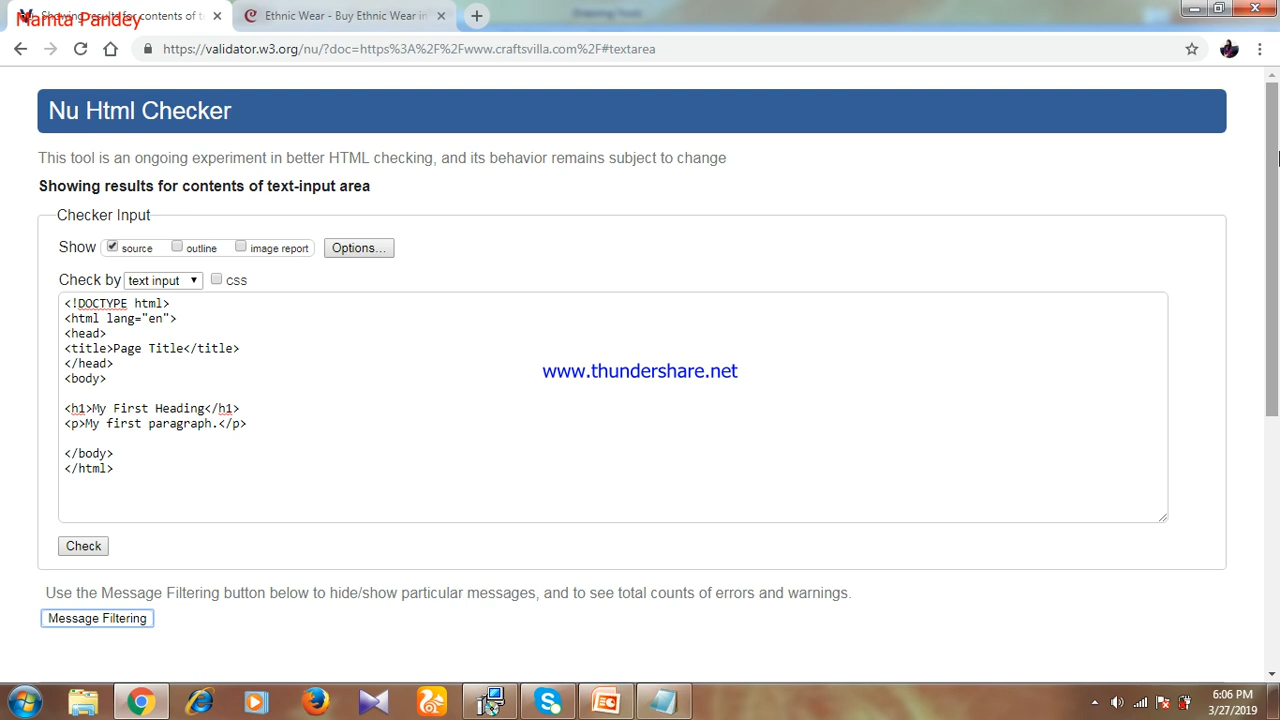 Showing results for contents of te
Namta Pandey
Ethnic Wear - Buy Ethnic Wear in
https://validator.w3.org/nu/?doc=https%3A%2F%2Fwww.craftsvilla.com%2F#textarea
Nu Html Checker
This tool is an ongoing experiment in better HTML checking, and its behavior remains subject to change
Showing results for contents of text-input area
Checker Input
Show source outline image report Options...
Check by text input css
<!DOCTYPE html>
<html lang="en">
<head>
<title>Page Title</title>
</head>
<body>
<h1>My First Heading</h1>
<p>My first paragraph.</p>
</body>
</html>
www.thundershare.net
Check
Use the Message Filtering button below to hide/show particular messages, and to see total counts of errors and warnings.
Message Filtering
6:06 PM
3/27/2019